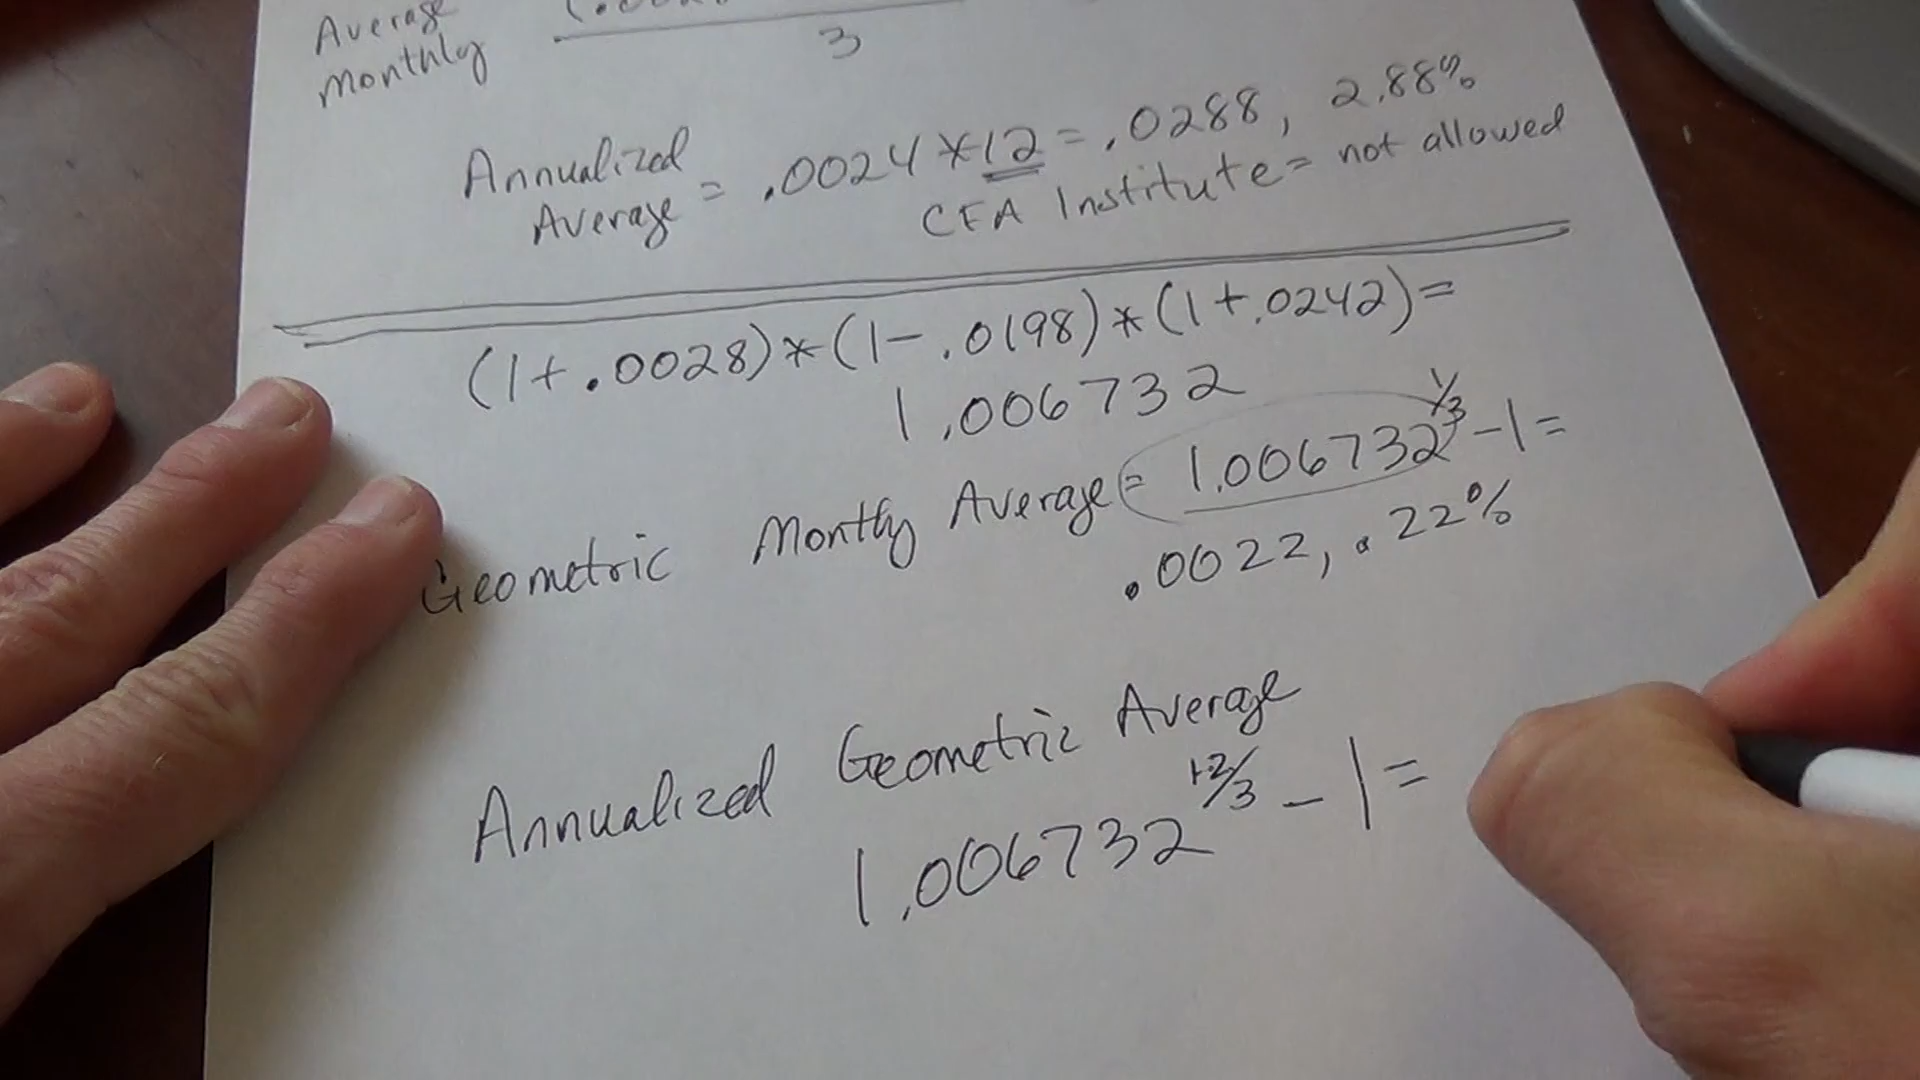 Average
monthly
3
Annualized
Average = .0024 * 12 = .0288, 2.88%
CFA Institute = not allowed
(1+.0028)*(1-.0198)*(1+.0242)=
1.006732
Geometric Montly Average = 1.006732^1/3 -1=
.0022, .22%
Annualized Geometric Average
1.006732^12/3 - 1 =